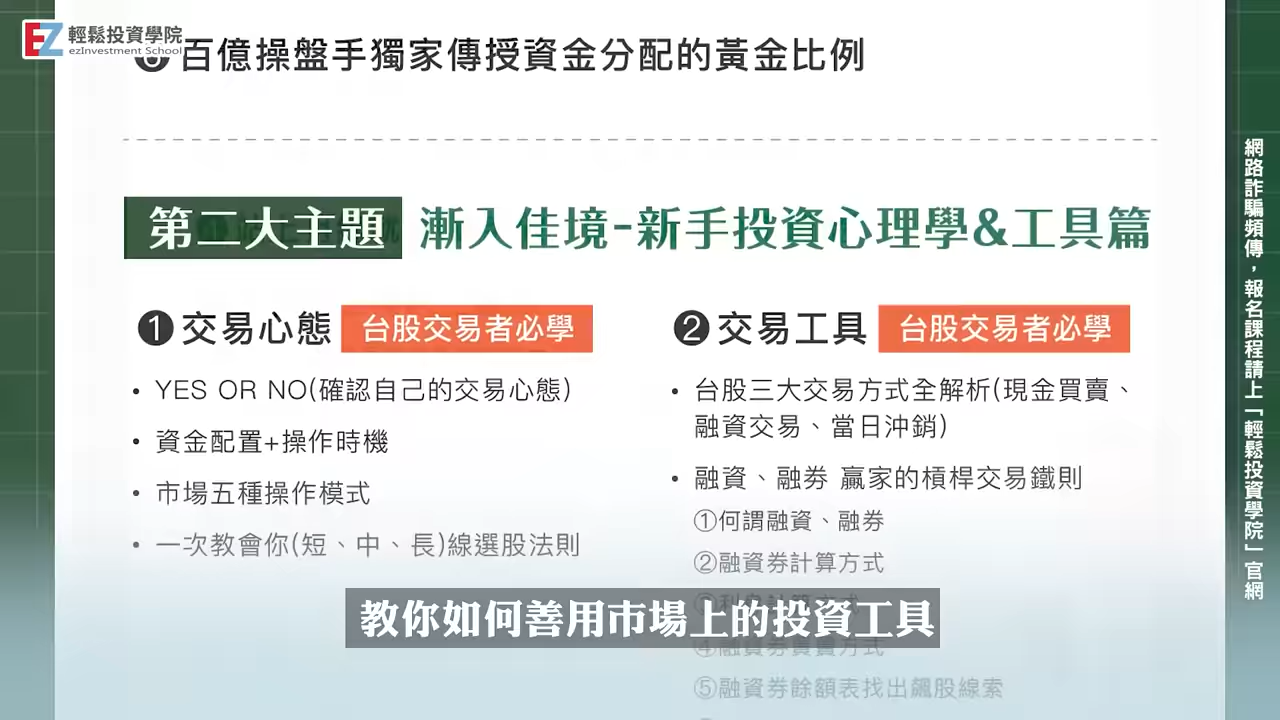 EZ 輕鬆投資學院
ezInvestment School
百億操盤手獨家傳授資金分配的黃金比例
第二大主題 漸入佳境-新手投資心理學&工具篇
❶ 交易心態 台股交易者必學
• YES OR NO(確認自己的交易心態)
• 資金配置+操作時機
• 市場五種操作模式
• 一次教會你(短、中、長)線選股法則
❷ 交易工具 台股交易者必學
• 台股三大交易方式全解析(現金買賣、
融資交易、當日沖銷)
• 融資、融券 贏家的槓桿交易鐵則
①何謂融資、融券
②融資券計算方式
④融資券買賣方式
⑤融資券餘額表找出飆股線索
教你如何善用市場上的投資工具
網路詐騙頻傳，報名課程請上「輕鬆投資學院」官網